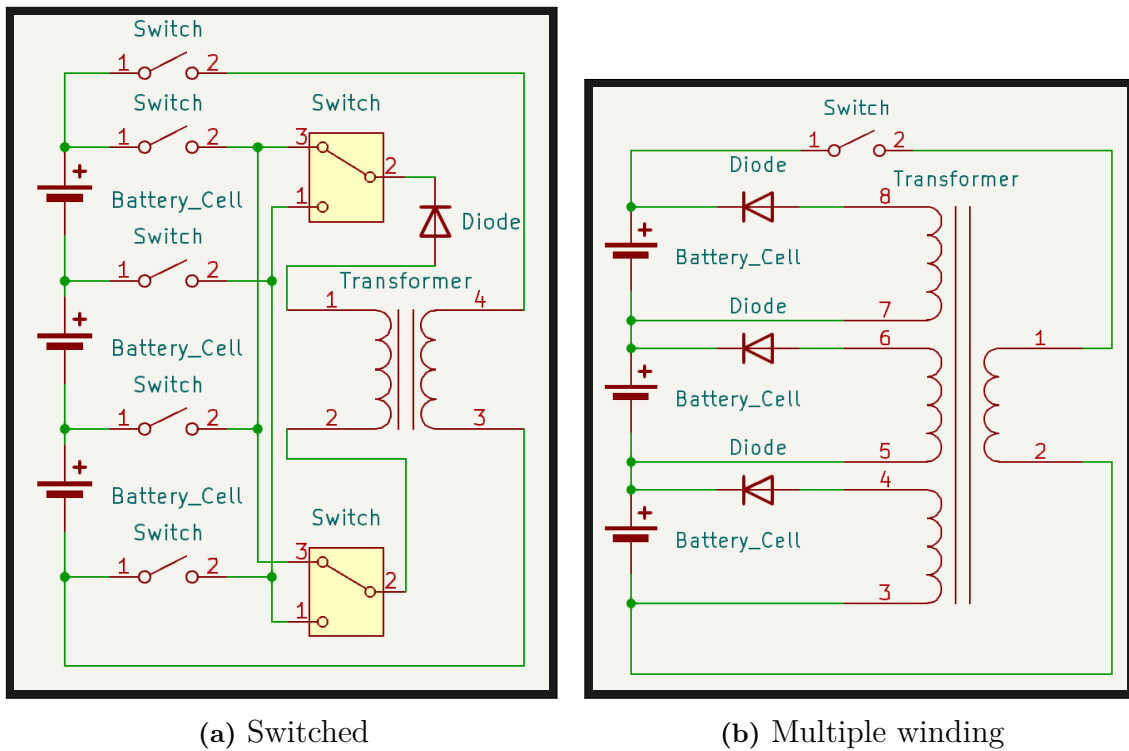 Switch
1 2
Switch
1 2
Switch
3
2
1
Battery_Cell
Diode
Switch
1 2
Transformer
1 4
Battery_Cell
Switch
1 2
2 3
Battery_Cell
Switch
1 2
Switch
3
2
1
(a) Switched
Switch
1 2
Diode
Transformer
8
Battery_Cell
7
Diode
6
1
Battery_Cell
Diode
5
2
4
Battery_Cell
3
(b) Multiple winding